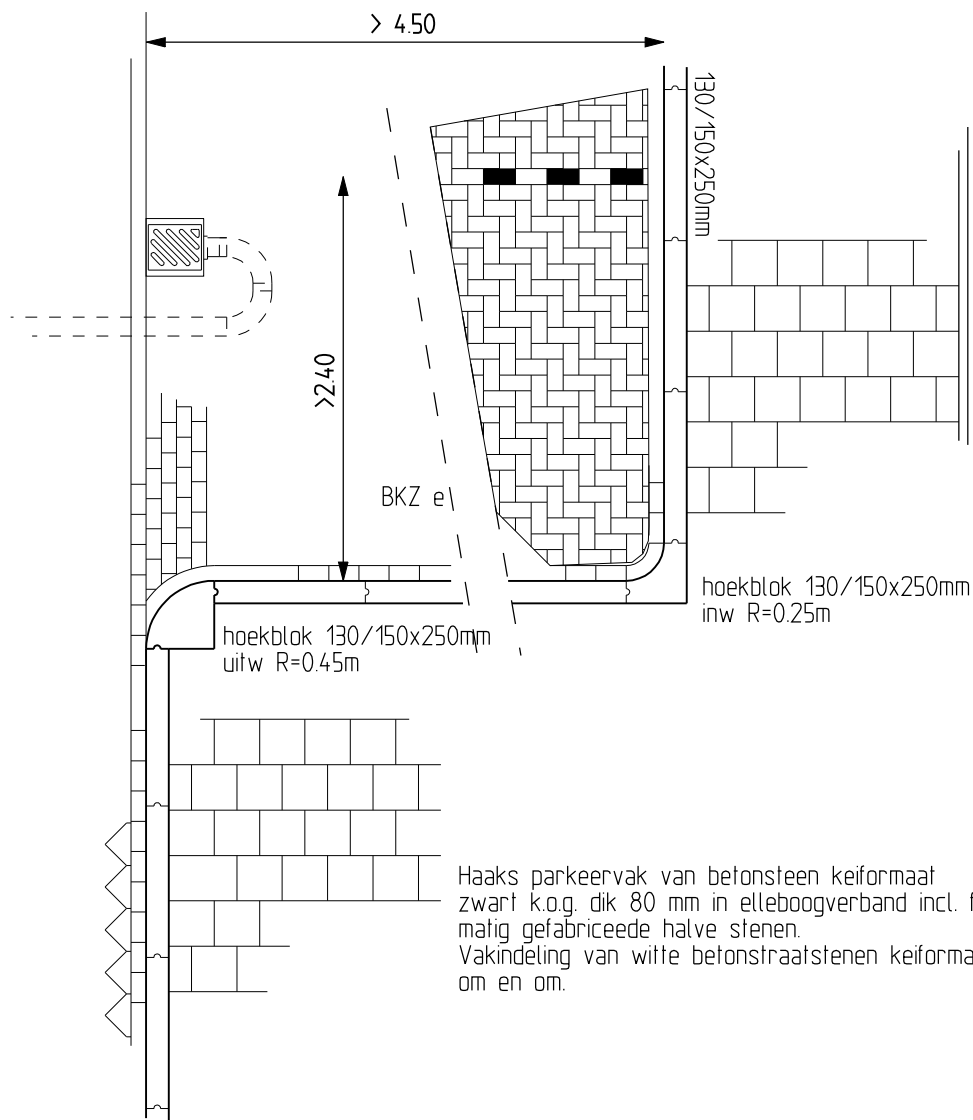 > 4.50
130/150x250mm
>2.40
BKZ e
hoekblok 130/150x250mm
inw R=0.25m
hoekblok 130/150x250mm
uitw R=0.45m
Haaks parkeervak van betonsteen keiformaat
zwart k.o.g. dik 80 mm in elleboogverband incl. f
matig gefabriceede halve stenen.
Vakindeling van witte betonstraatstenen keiforma
om en om.